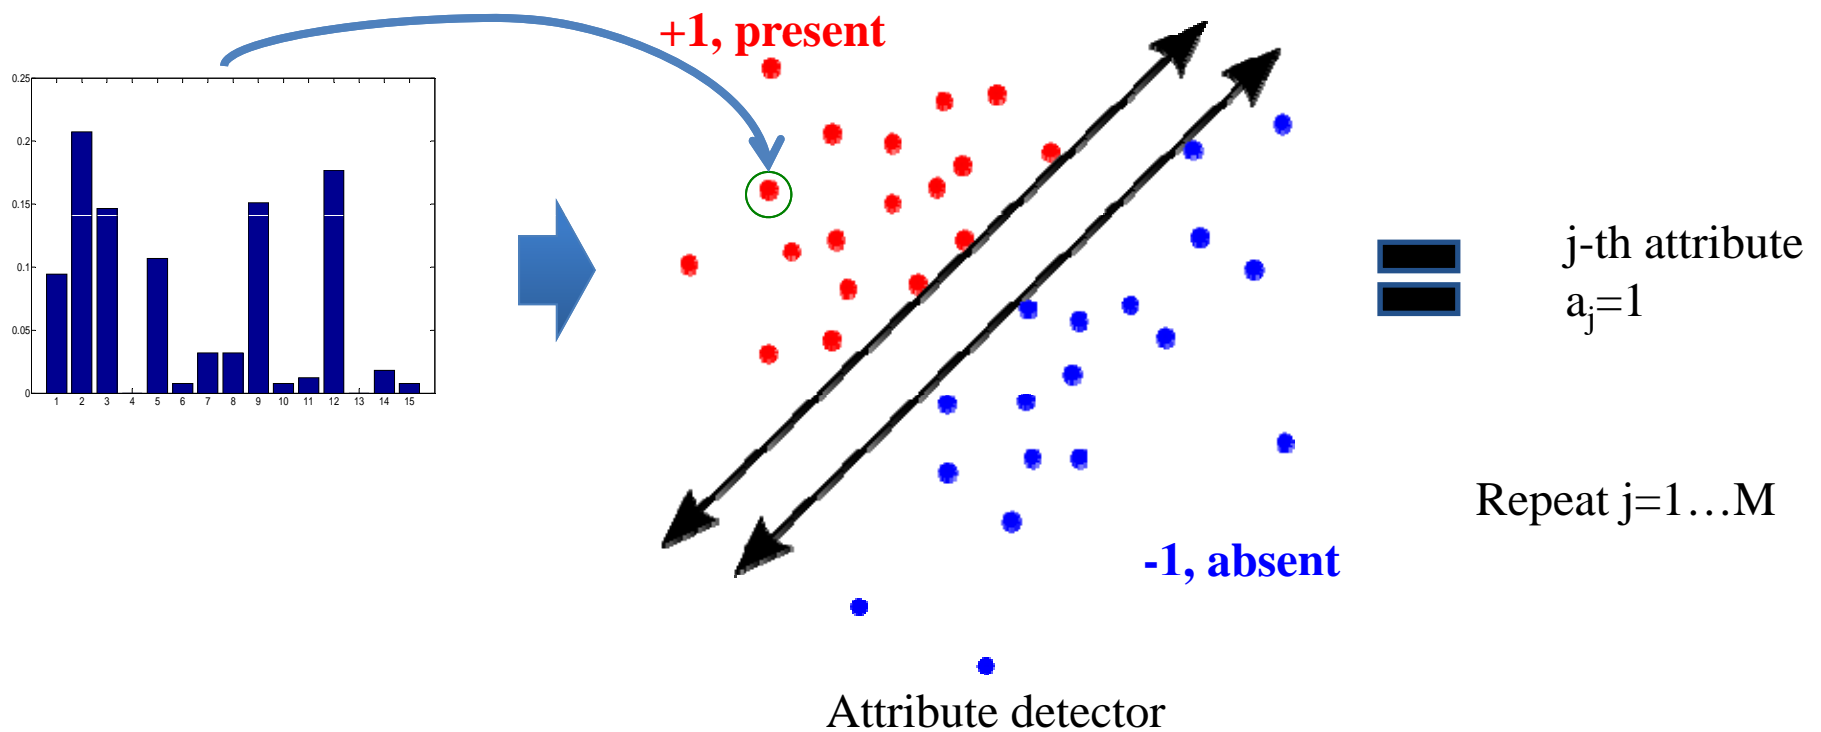 +1, present
0.25
0.2
0.15
0.1
0.05
0
1 2 3 4 5 6 7 8 9 10 11 12 13 14 15
j-th attribute
aj=1
Repeat j=1…M
-1, absent
Attribute detector